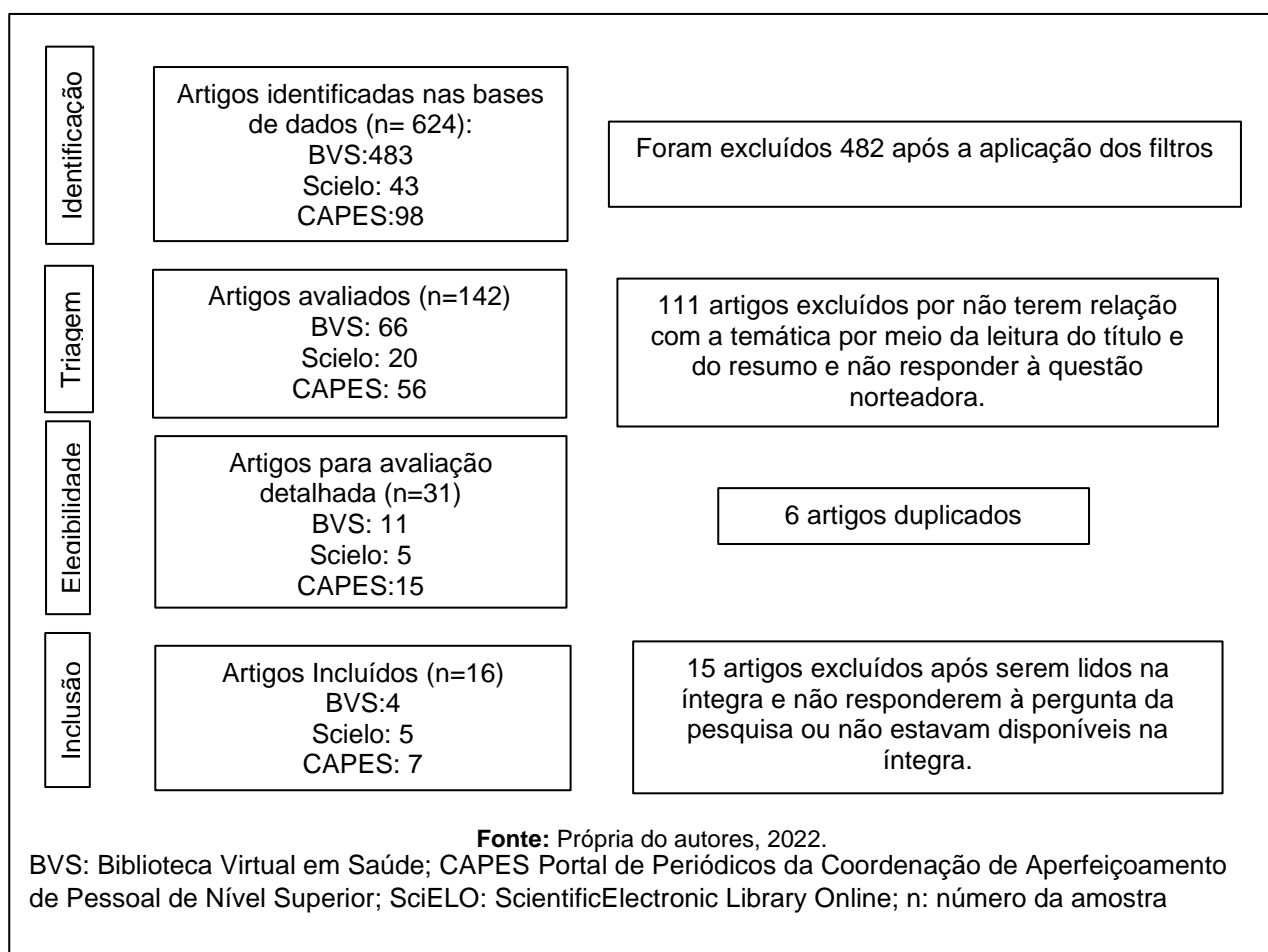 Identificação
Artigos identificadas nas bases
de dados (n= 624):
BVS:483
Scielo: 43
CAPES:98
Foram excluídos 482 após a aplicação dos filtros
Triagem
Artigos avaliados (n=142)
BVS: 66
Scielo: 20
CAPES: 56
111 artigos excluídos por não terem relação
com a temática por meio da leitura do título e
do resumo e não responder à questão
norteadora.
Elegibilidade
Artigos para avaliação
detalhada (n=31)
BVS: 11
Scielo: 5
CAPES:15
6 artigos duplicados
Inclusão
Artigos Incluídos (n=16)
BVS:4
Scielo: 5
CAPES: 7
15 artigos excluídos após serem lidos na
íntegra e não responderem à pergunta da
pesquisa ou não estavam disponíveis na
íntegra.
Fonte: Própria do autores, 2022.
BVS: Biblioteca Virtual em Saúde; CAPES Portal de Periódicos da Coordenação de Aperfeiçoamento
de Pessoal de Nível Superior; SciELO: ScientificElectronic Library Online; n: número da amostra